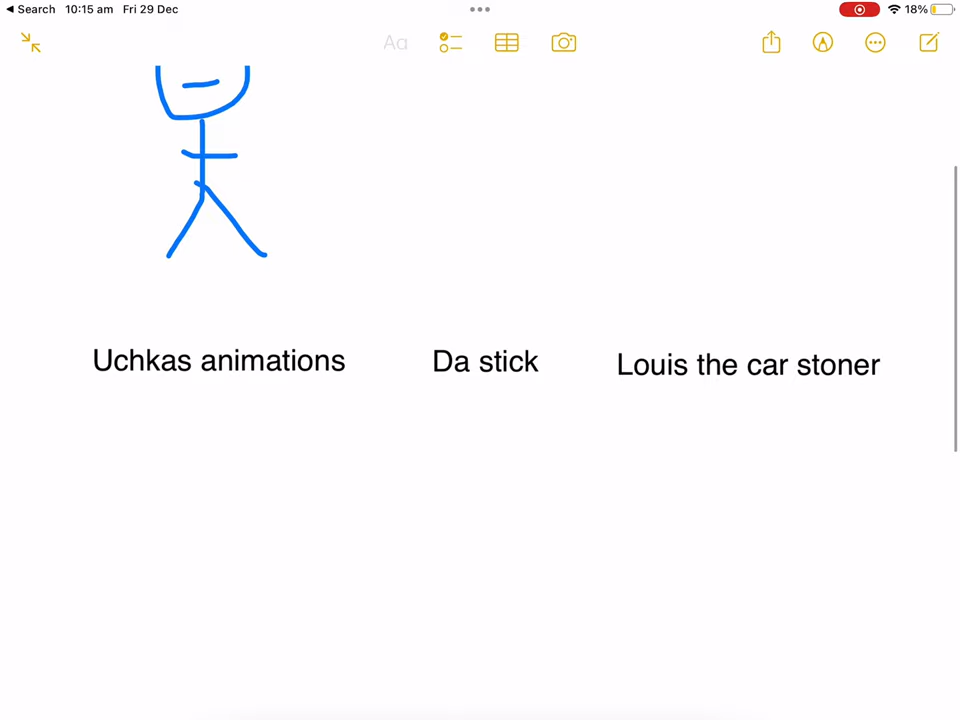 Search 10:15 am Fri 29 Dec 18%
Aa
Uchkas animations Da stick Louis the car stoner